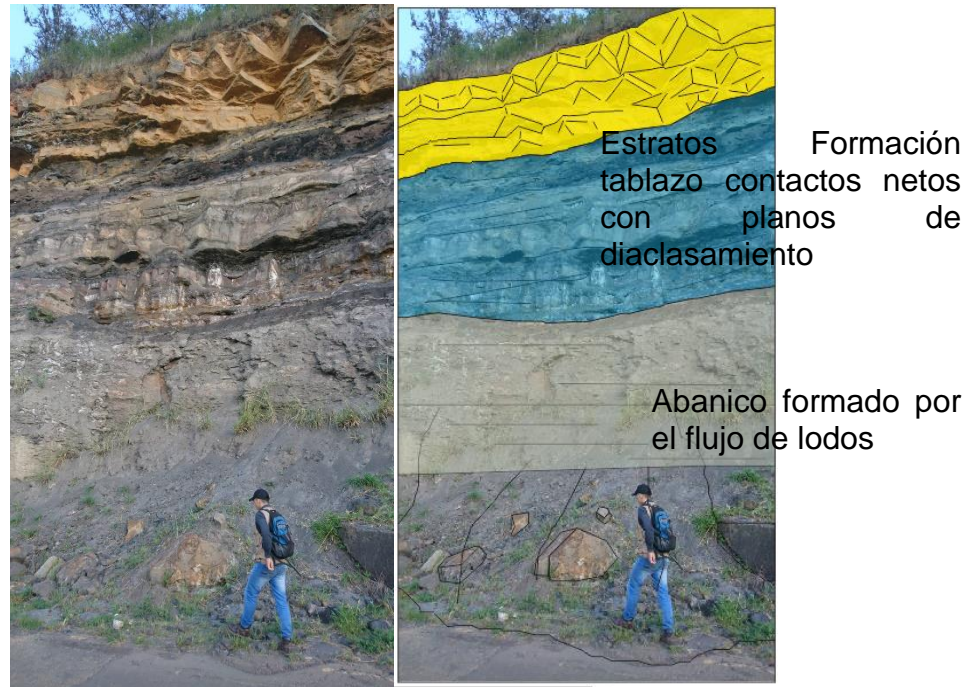 Estratos Formación
tablazo contactos netos
con planos de
diaclasamiento
Abanico formado por
el flujo de lodos